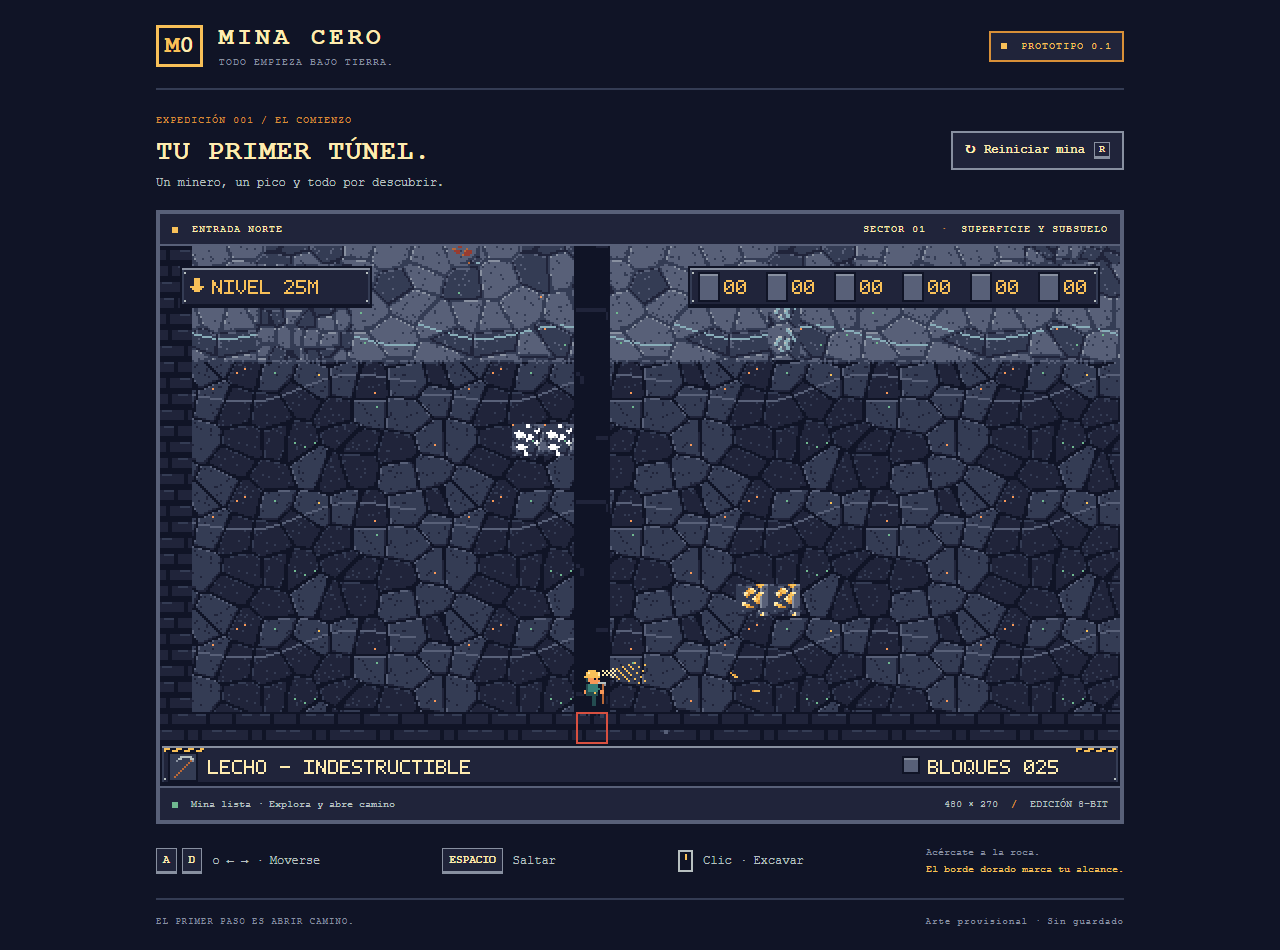 M0
MINA CERO
TODO EMPIEZA BAJO TIERRA.
PROTOTIPO 0.1
EXPEDICIÓN 001 / EL COMIENZO
TU PRIMER TÚNEL.
Un minero, un pico y todo por descubrir.
↻ Reiniciar mina R
ENTRADA NORTE
SECTOR 01 · SUPERFICIE Y SUBSUELO
NIVEL 25M
00 00 00 00 00 00
LECHO - INDESTRUCTIBLE
BLOQUES 025
Mina lista · Explora y abre camino
480 × 270 / EDICIÓN 8-BIT
A D o ← → · Moverse
ESPACIO Saltar
Clic · Excavar
Acércate a la roca.
El borde dorado marca tu alcance.
EL PRIMER PASO ES ABRIR CAMINO.
Arte provisional · Sin guardado